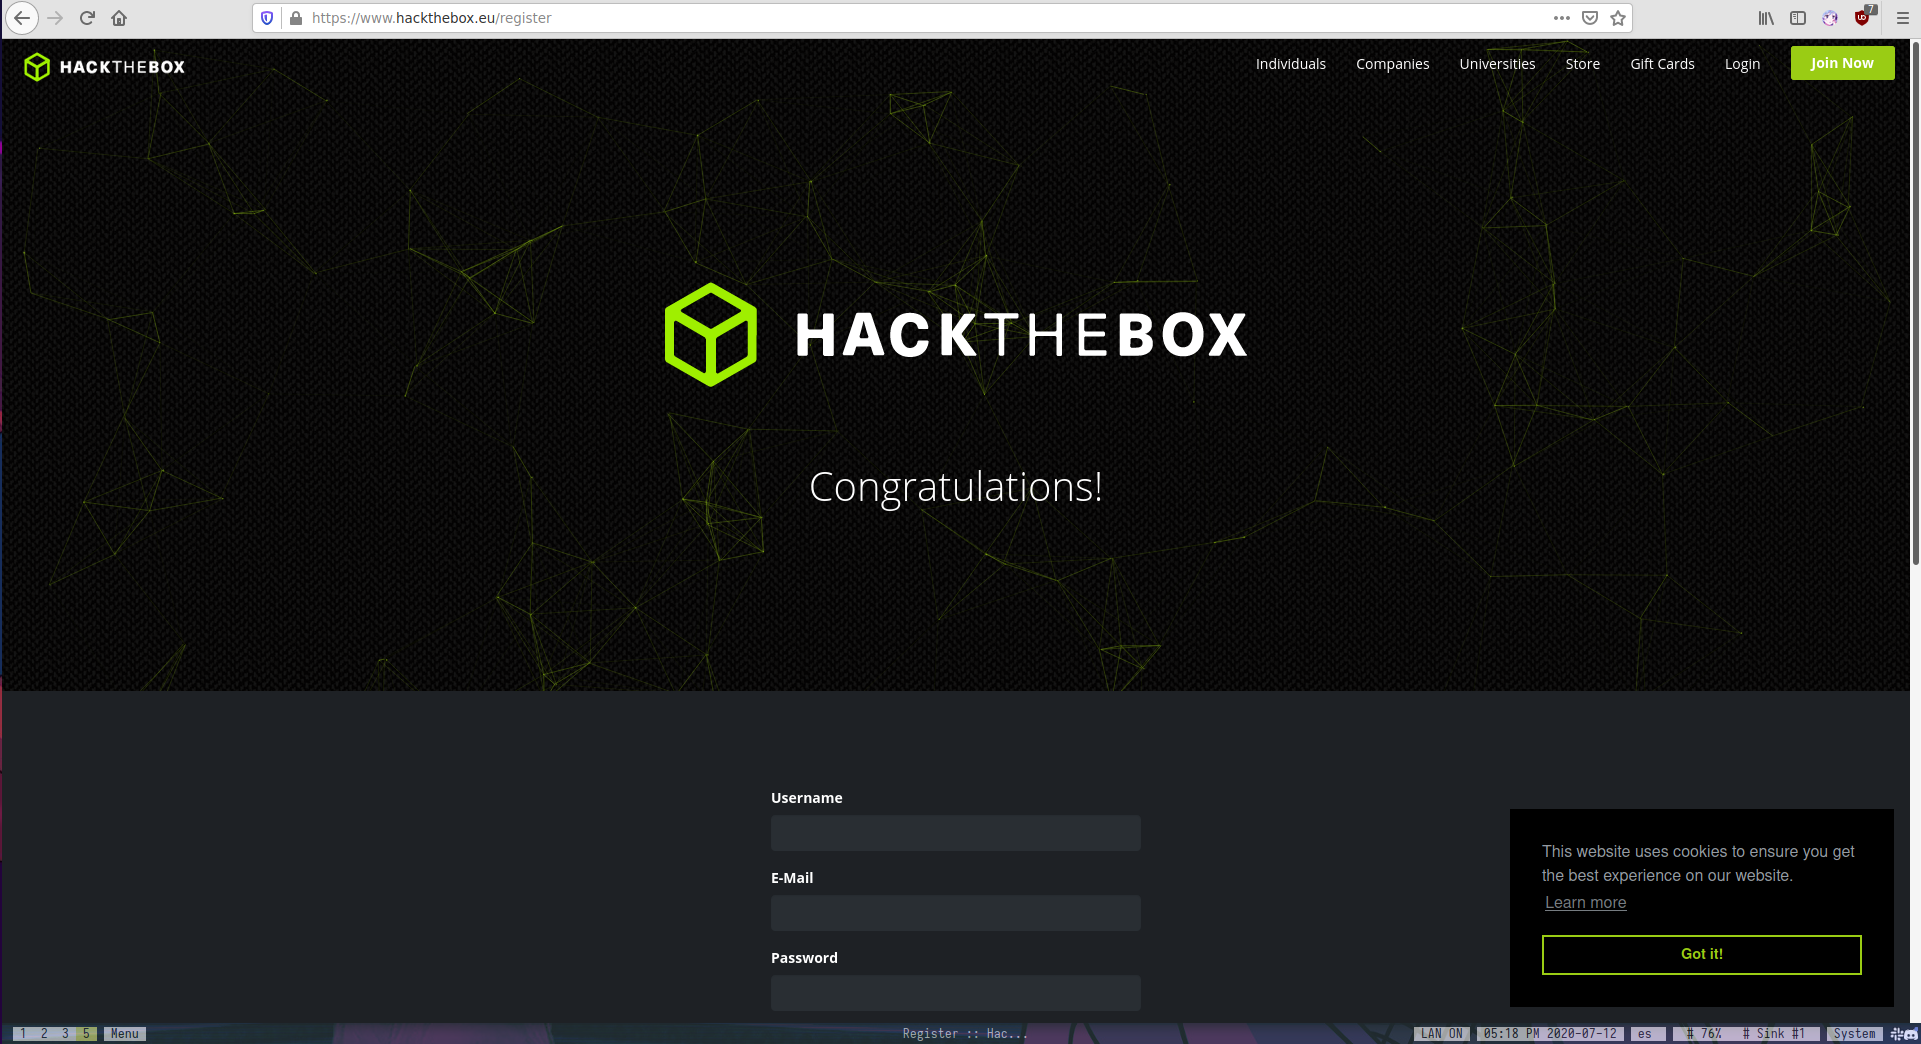 https://www.hackthebox.eu/register
7
HACKTHEBOX
Individuals Companies Universities Store Gift Cards Login Join Now
HACKTHEBOX
Congratulations!
Username
E-Mail
Password
This website uses cookies to ensure you get
the best experience on our website.
Learn more
Got it!
1 2 3 5 Menu Register :: Hac... LAN ON 05:18 PM 2020-07-12 es # 76% # Sink #1 System